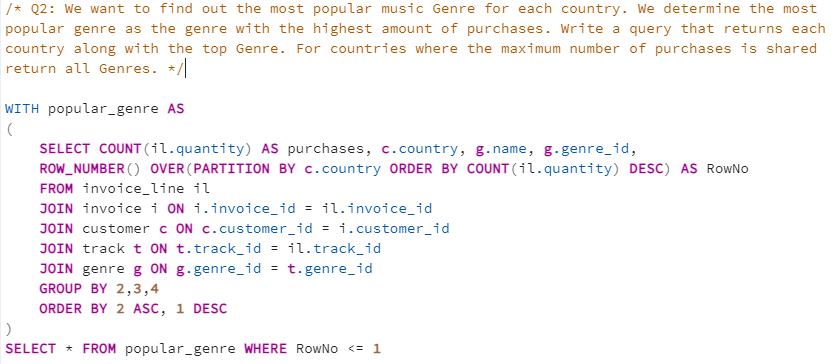 /* Q2: We want to find out the most popular music Genre for each country. We determine the most
popular genre as the genre with the highest amount of purchases. Write a query that returns each
country along with the top Genre. For countries where the maximum number of purchases is shared
return all Genres. */
WITH popular_genre AS
(
SELECT COUNT(il.quantity) AS purchases, c.country, g.name, g.genre_id,
ROW_NUMBER() OVER(PARTITION BY c.country ORDER BY COUNT(il.quantity) DESC) AS RowNo
FROM invoice_line il
JOIN invoice i ON i.invoice_id = il.invoice_id
JOIN customer c ON c.customer_id = i.customer_id
JOIN track t ON t.track_id = il.track_id
JOIN genre g ON g.genre_id = t.genre_id
GROUP BY 2,3,4
ORDER BY 2 ASC, 1 DESC
)
SELECT * FROM popular_genre WHERE RowNo <= 1